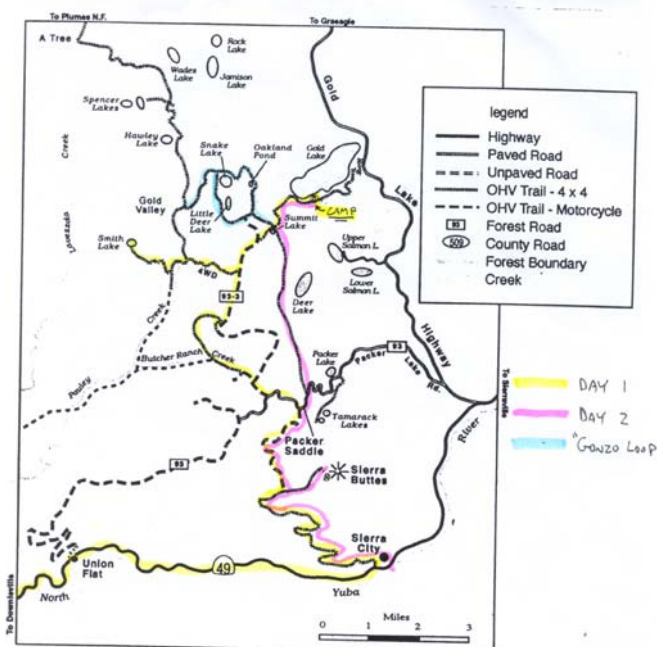 To Plumas N.F.
To Graeagle
A Tree
Rock
Lake
Wades
Lake
Jamison
Lake
Spencer
Lakes
Hawley
Lake
Creek
Snake
Lake
Oakland
Pond
Gold
Lake
Gold
Lake
Highway
Gold
Valley
Little
Deer
Lake
CAMP
Summit
Lake
Smith
Lake
4WD
Upper
Salmon L.
Lower
Salmon L.
93-3
Deer
Lake
Creek
Butcher Ranch
Creek
Pauley
Packer
Lake
Packer
93
Lake
Rd.
To Sierraville
Tamarack
Lakes
Packer
Saddle
River
93
Sierra
Buttes
Sierra
City
Union
Flat
49
North
Yuba
To Downieville
Miles
0
1
2
3
legend
Highway
Paved Road
Unpaved Road
OHV Trail - 4 x 4
OHV Trail - Motorcycle
93 Forest Road
509 County Road
Forest Boundary
Creek
DAY 1
DAY 2
"GONZO LOOP